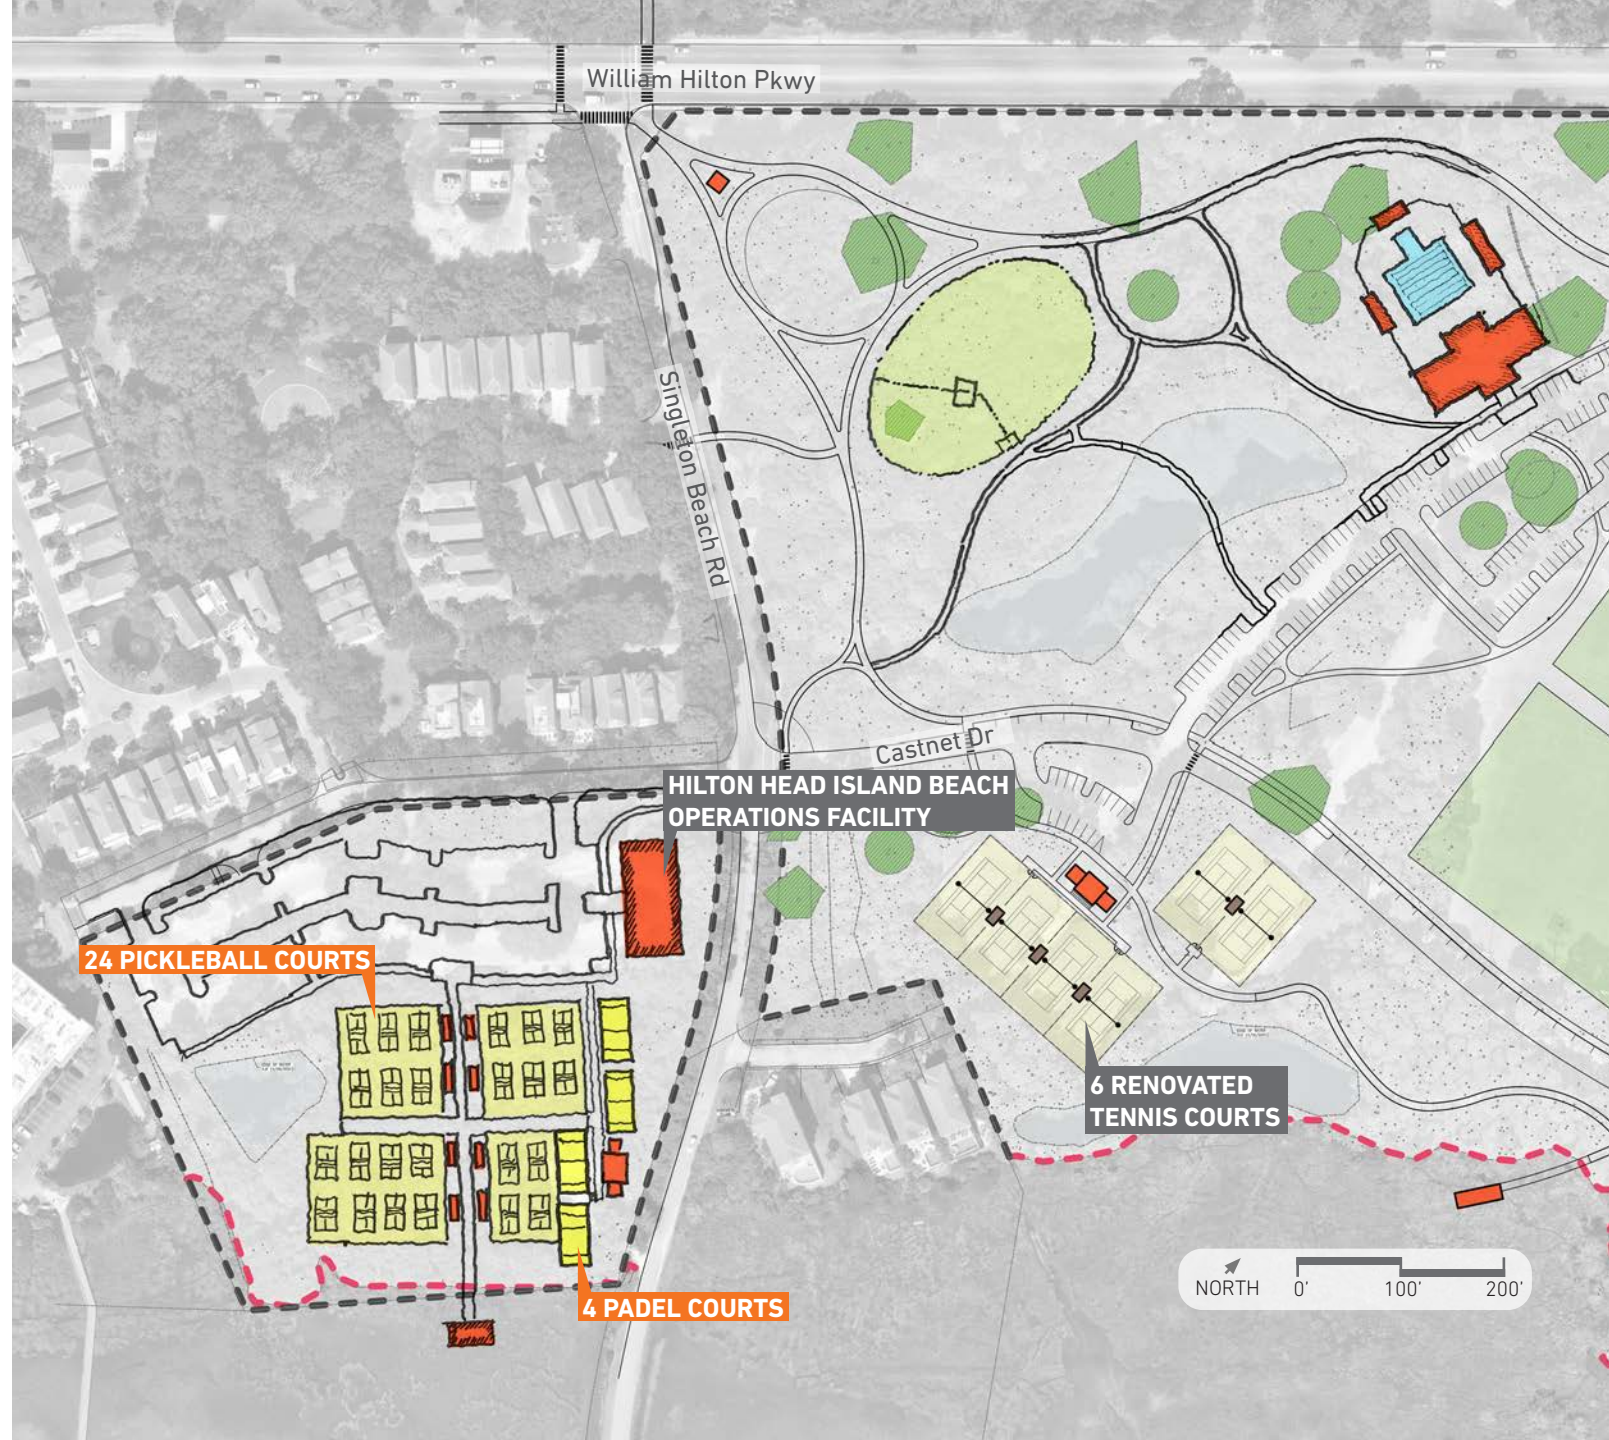 William Hilton Pkwy
Singleton Beach Rd
Castnet Dr
HILTON HEAD ISLAND BEACH
OPERATIONS FACILITY
24 PICKLEBALL COURTS
6 RENOVATED
TENNIS COURTS
4 PADEL COURTS
NORTH
0' 100' 200'